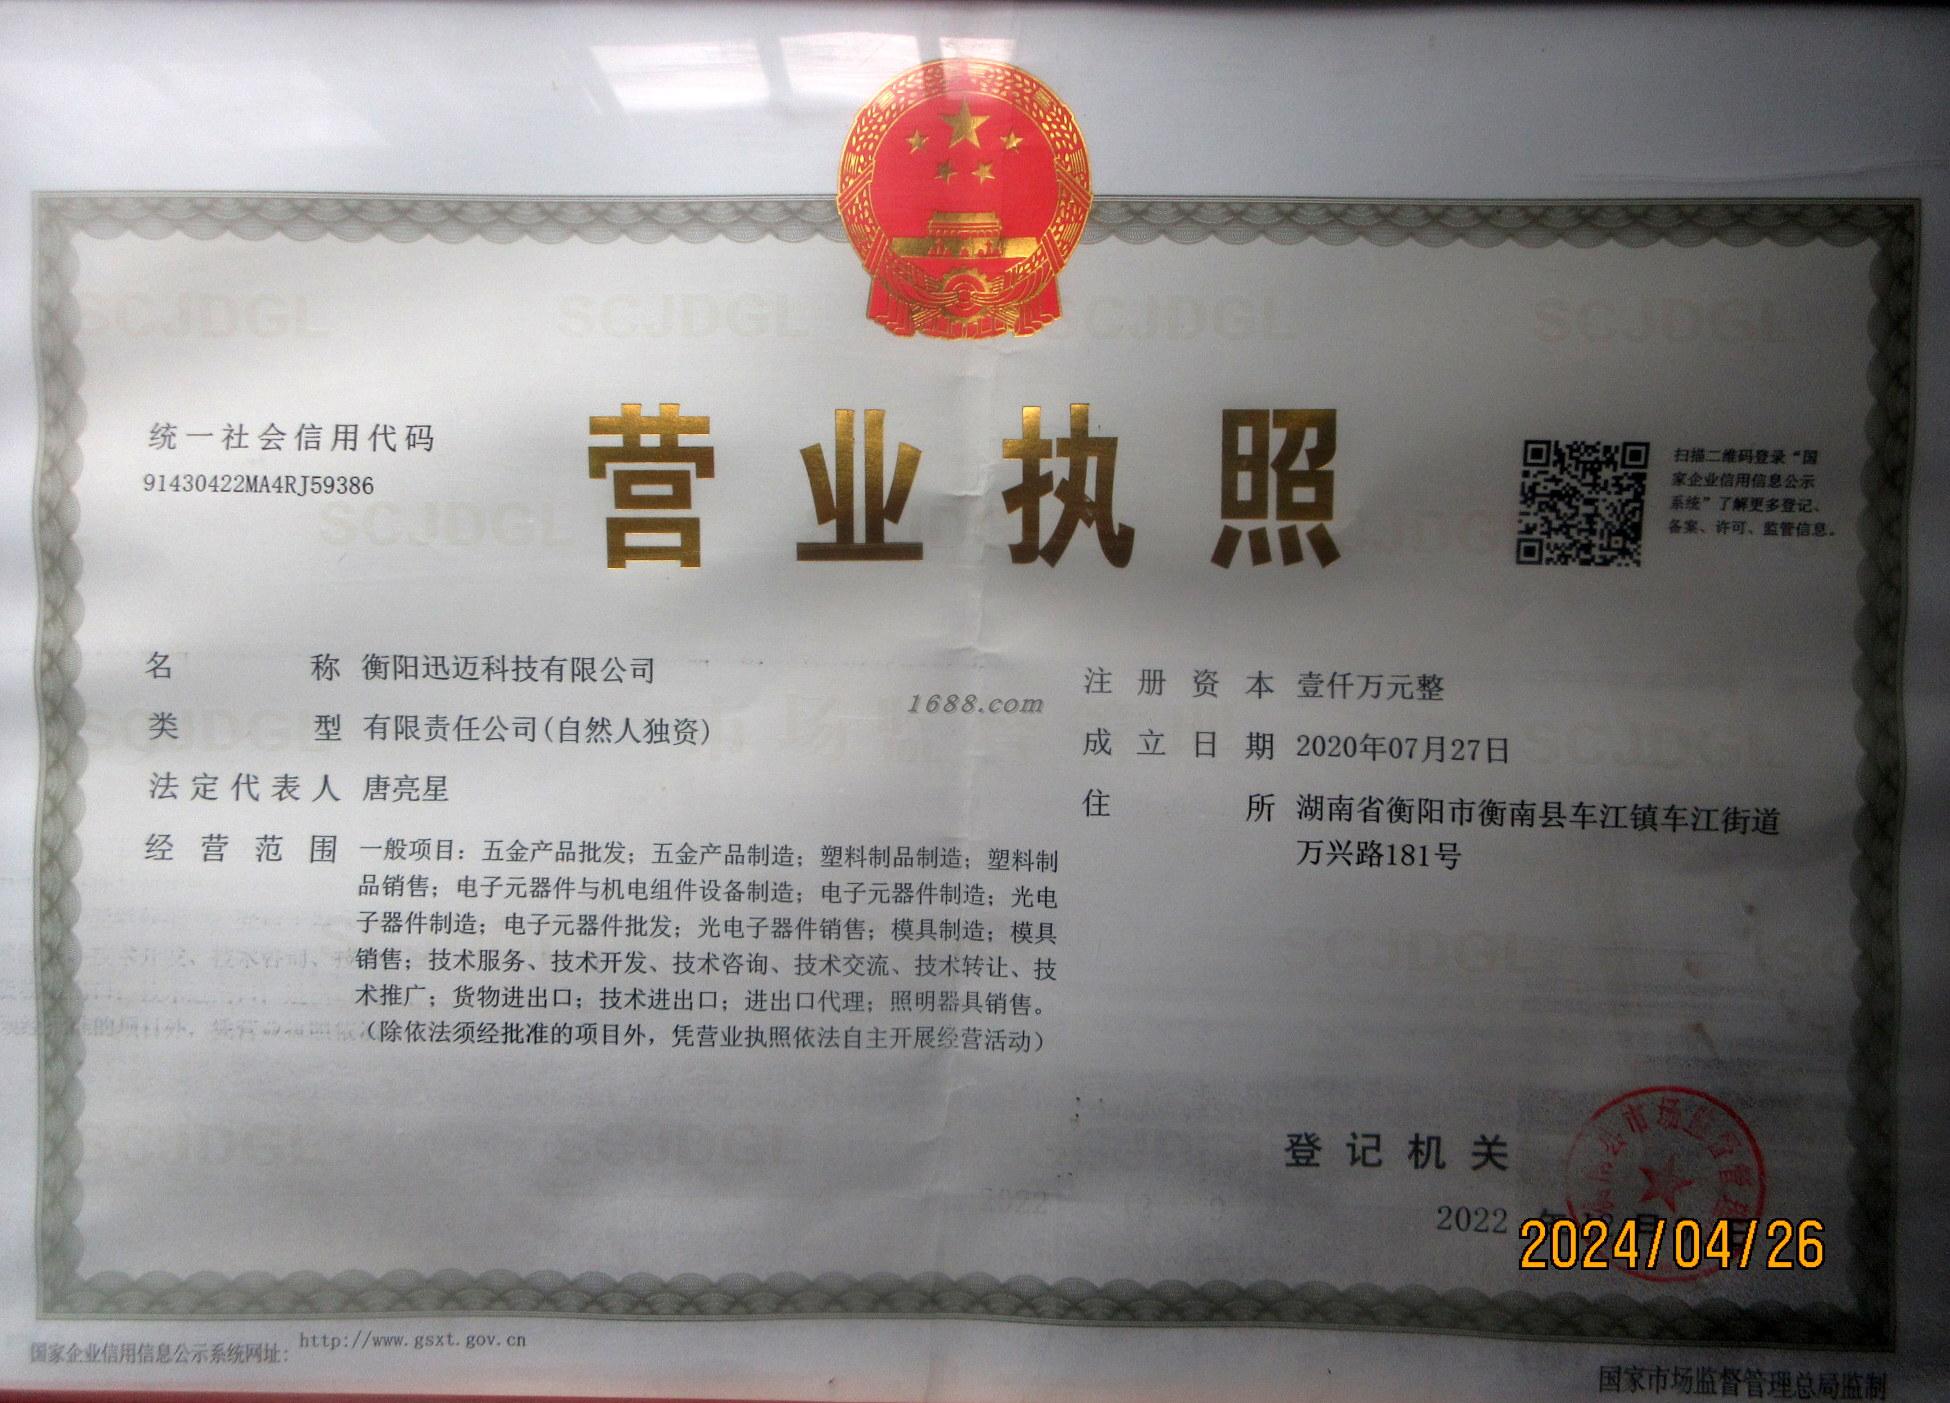 营业执照
统一社会信用代码
91430422MA4RJ59386
扫描二维码登录“国
家企业信用信息公示
系统”了解更多登记、
备案、许可、监管信息。
名 称 衡阳迅迈科技有限公司
类 型 有限责任公司(自然人独资)
法定代表人 唐亮星
经营范围 一般项目：五金产品批发；五金产品制造；塑料制品制造；塑料制
品销售；电子元器件与机电组件设备制造；电子元器件制造；光电
子器件制造；电子元器件批发；光电子器件销售；模具制造；模具
销售；技术服务、技术开发、技术咨询、技术交流、技术转让、技
术推广；货物进出口；技术进出口；进出口代理；照明器具销售。
（除依法须经批准的项目外，凭营业执照依法自主开展经营活动）
1688.com
注册资本 壹仟万元整
成立日期 2020年07月27日
住 所 湖南省衡阳市衡南县车江镇车江街道
万兴路181号
登记机关
市场监督管理
2022 年 月
2024/04/26
国家企业信用信息公示系统网址：http://www.gsxt.gov.cn
国家市场监督管理总局监制
SCJDGL
SCJDGL
SCJDGL
SCJDGL
SCJDGL